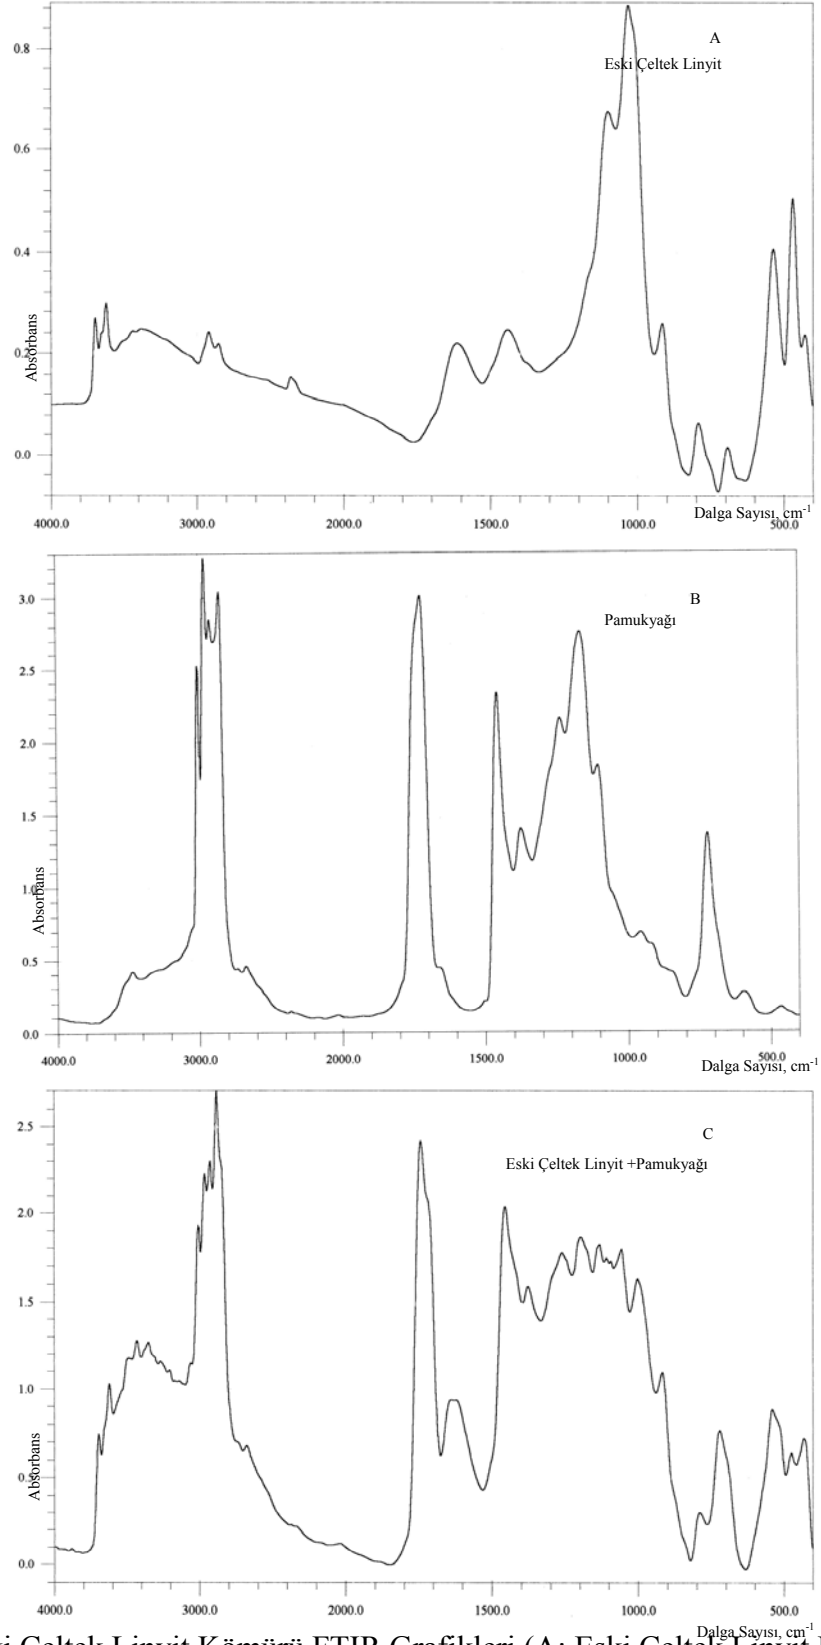 A
Eski Çeltek Linyit
0.8
0.6
0.4
0.2
0.0
Absorbans
4000.0 3000.0 2000.0 1500.0 1000.0 500.0
Dalga Sayısı, cm-1
B
Pamukyağı
3.0
2.5
2.0
1.5
1.0
0.5
0.0
Absorbans
4000.0 3000.0 2000.0 1500.0 1000.0 500.0
Dalga Sayısı, cm-1
C
Eski Çeltek Linyit +Pamukyağı
2.5
2.0
1.5
1.0
0.5
0.0
Absorbans
4000.0 3000.0 2000.0 1500.0 1000.0 500.0
Dalga Sayısı, cm-1
Çeltek Linyit Kömürü FTIR Grafikleri (A: Eski Çeltek Linyit